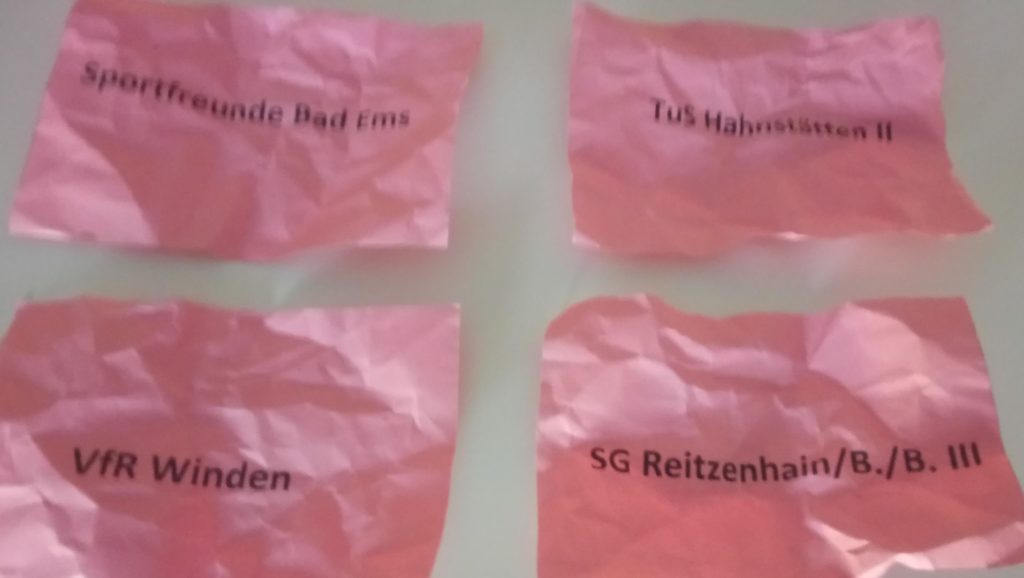 Sportfreunde Bad Ems
TuS Hahnstätten II
VfR Winden
SG Reitzenhain/B./B. III